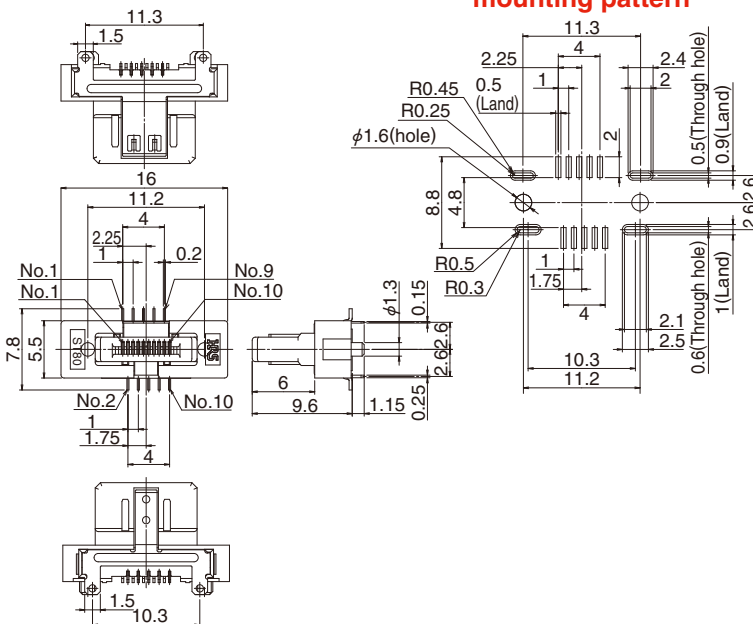 mounting pattern
11.3
1.5
16
11.2
4
2.25
1
0.2
No.1
No.9
No.1
No.10
7.8
5.5
ST80
No.2
No.10
1
1.75
4
φ1.3
0.15
2.6
2.6
6
9.6
1.15
0.25
1.5
10.3
11.3
4
2.25
2.4
1
2
0.5
(Land)
R0.45
R0.25
φ1.6(hole)
2
0.5(Through hole)
0.9(Land)
8.8
4.8
2.6
2.6
R0.5
R0.3
1
1.75
4
0.6(Through hole)
1(Land)
2.1
2.5
10.3
11.2